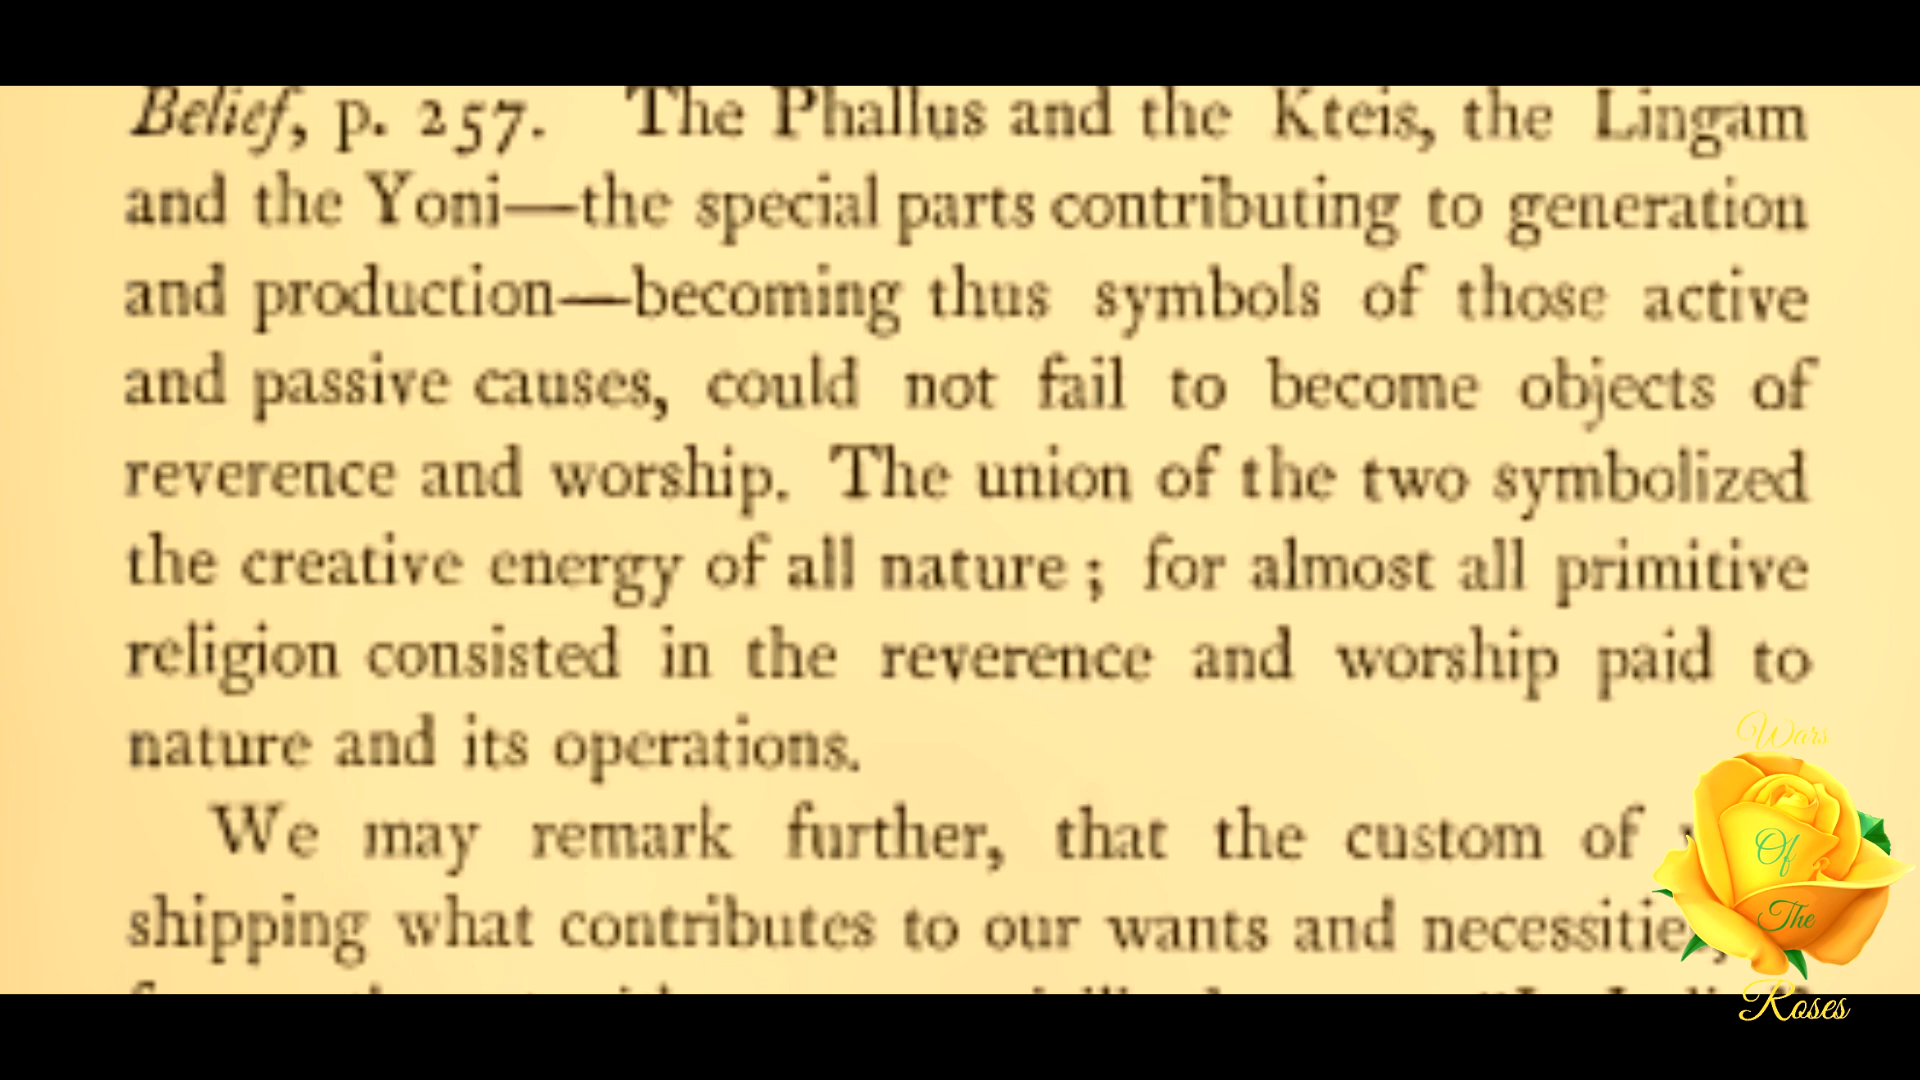 Belief, p. 257. The Phallus and the Kteis, the Lingam
and the Yoni—the special parts contributing to generation
and production—becoming thus symbols of those active
and passive causes, could not fail to become objects of
reverence and worship. The union of the two symbolized
the creative energy of all nature; for almost all primitive
religion consisted in the reverence and worship paid to
nature and its operations.
We may remark further, that the custom of
shipping what contributes to our wants and necessities,
Wars
Of
The
Roses